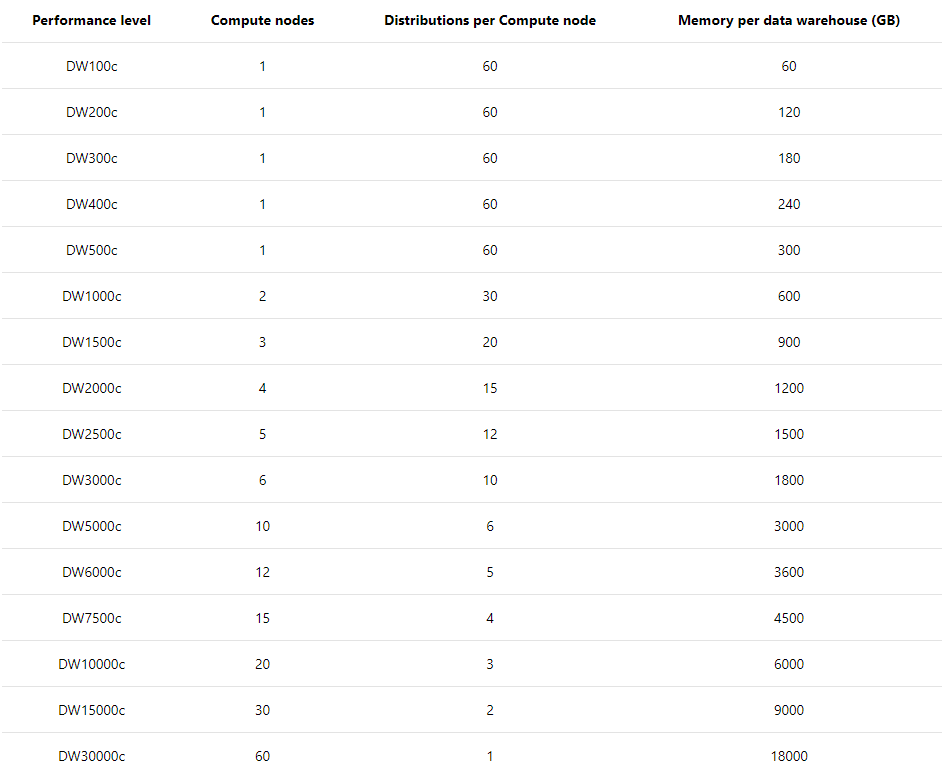 Performance level Compute nodes Distributions per Compute node Memory per data warehouse (GB)
DW100c 1 60 60
DW200c 1 60 120
DW300c 1 60 180
DW400c 1 60 240
DW500c 1 60 300
DW1000c 2 30 600
DW1500c 3 20 900
DW2000c 4 15 1200
DW2500c 5 12 1500
DW3000c 6 10 1800
DW5000c 10 6 3000
DW6000c 12 5 3600
DW7500c 15 4 4500
DW10000c 20 3 6000
DW15000c 30 2 9000
DW30000c 60 1 18000